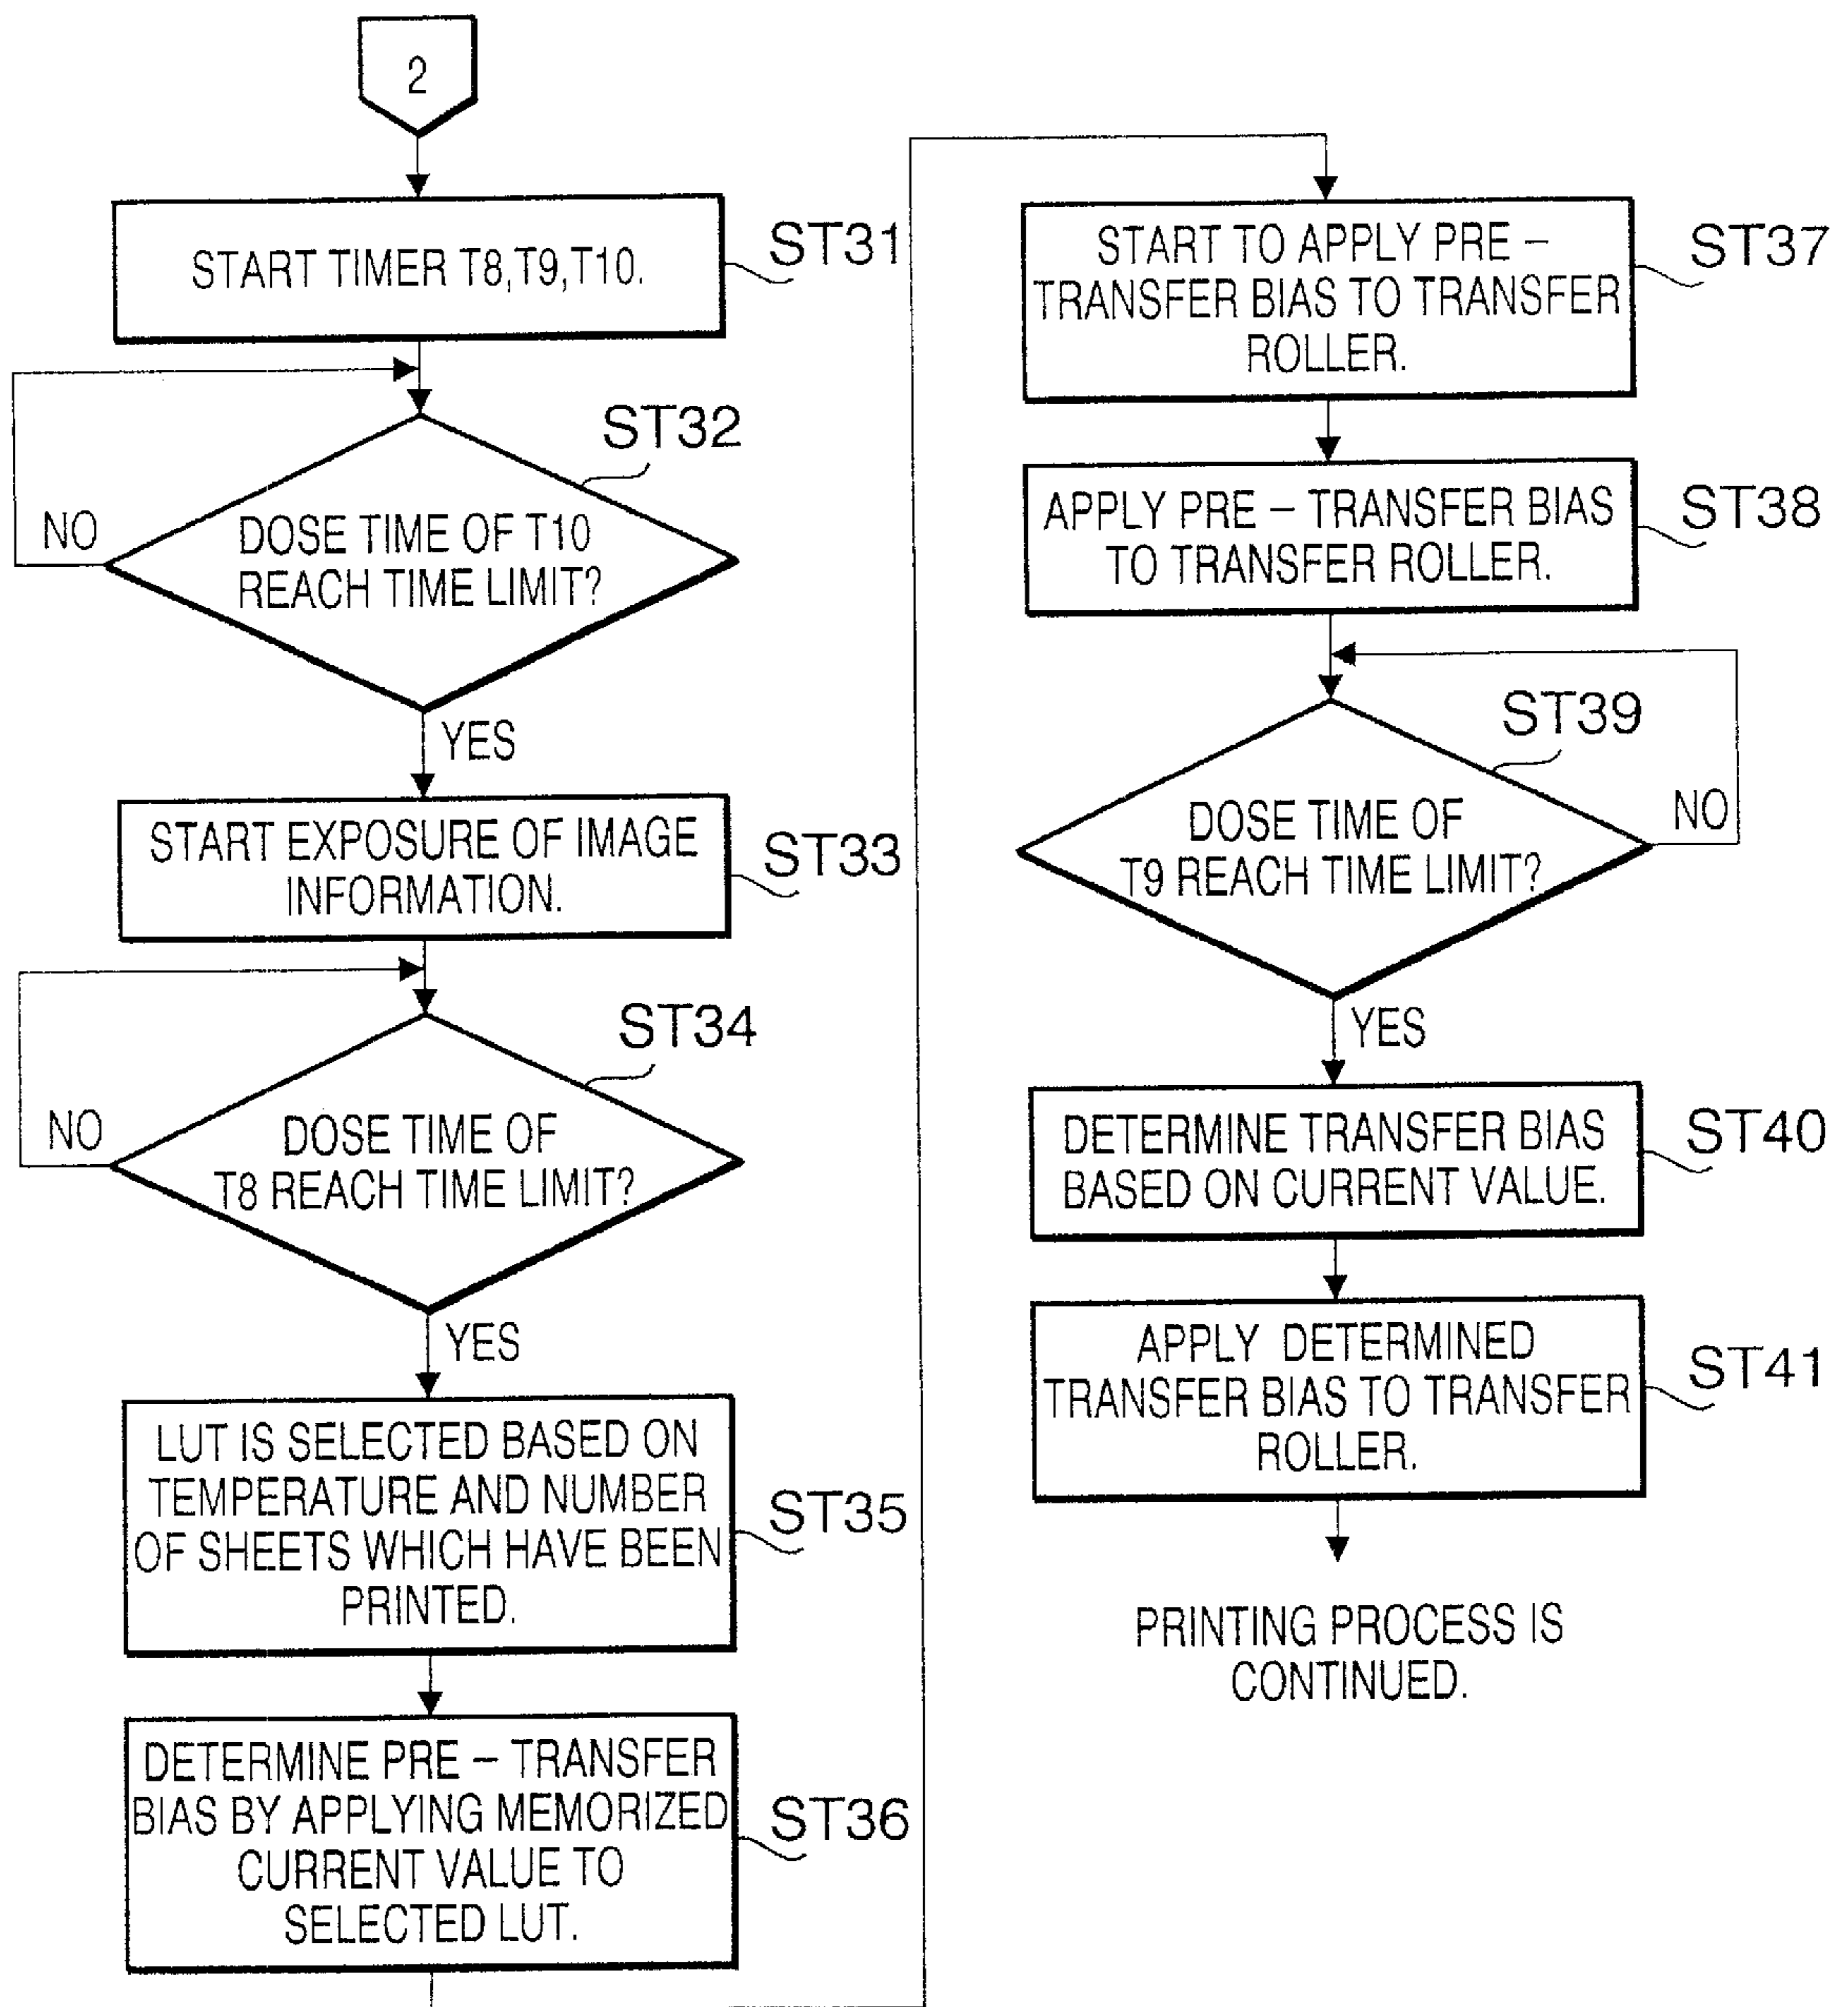 2
START TIMER T8,T9,T10.
ST31
ST32
DOSE TIME OF T10
REACH TIME LIMIT?
NO
YES
START EXPOSURE OF IMAGE
INFORMATION.
ST33
ST34
DOSE TIME OF
T8 REACH TIME LIMIT?
NO
YES
LUT IS SELECTED BASED ON
TEMPERATURE AND NUMBER
OF SHEETS WHICH HAVE BEEN
PRINTED.
ST35
DETERMINE PRE – TRANSFER
BIAS BY APPLYING MEMORIZED
CURRENT VALUE TO
SELECTED LUT.
ST36
START TO APPLY PRE –
TRANSFER BIAS TO TRANSFER
ROLLER.
ST37
APPLY PRE – TRANSFER BIAS
TO TRANSFER ROLLER.
ST38
ST39
DOSE TIME OF
T9 REACH TIME LIMIT?
NO
YES
DETERMINE TRANSFER BIAS
BASED ON CURRENT VALUE.
ST40
APPLY DETERMINED
TRANSFER BIAS TO TRANSFER
ROLLER.
ST41
PRINTING PROCESS IS
CONTINUED.